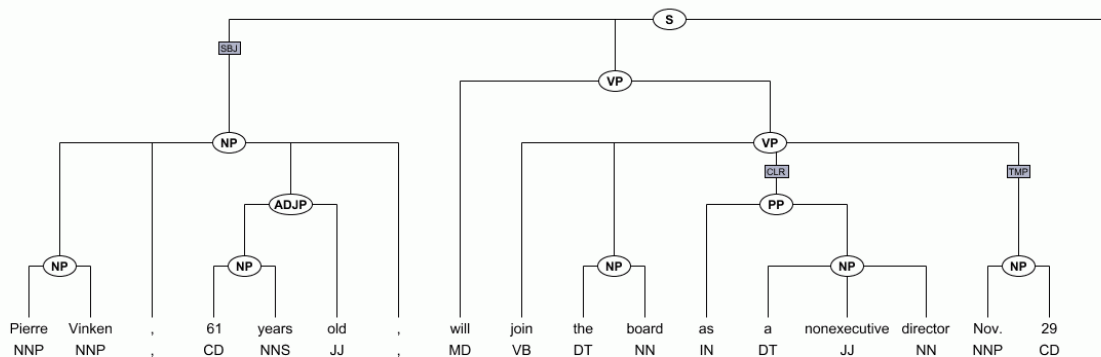 S
SBJ
VP
NP VP
CLR TMP
ADJP PP
NP NP NP NP NP
Pierre Vinken , 61 years old , will join the board as a nonexecutive director Nov. 29
NNP NNP , CD NNS JJ , MD VB DT NN IN DT JJ NN NNP CD